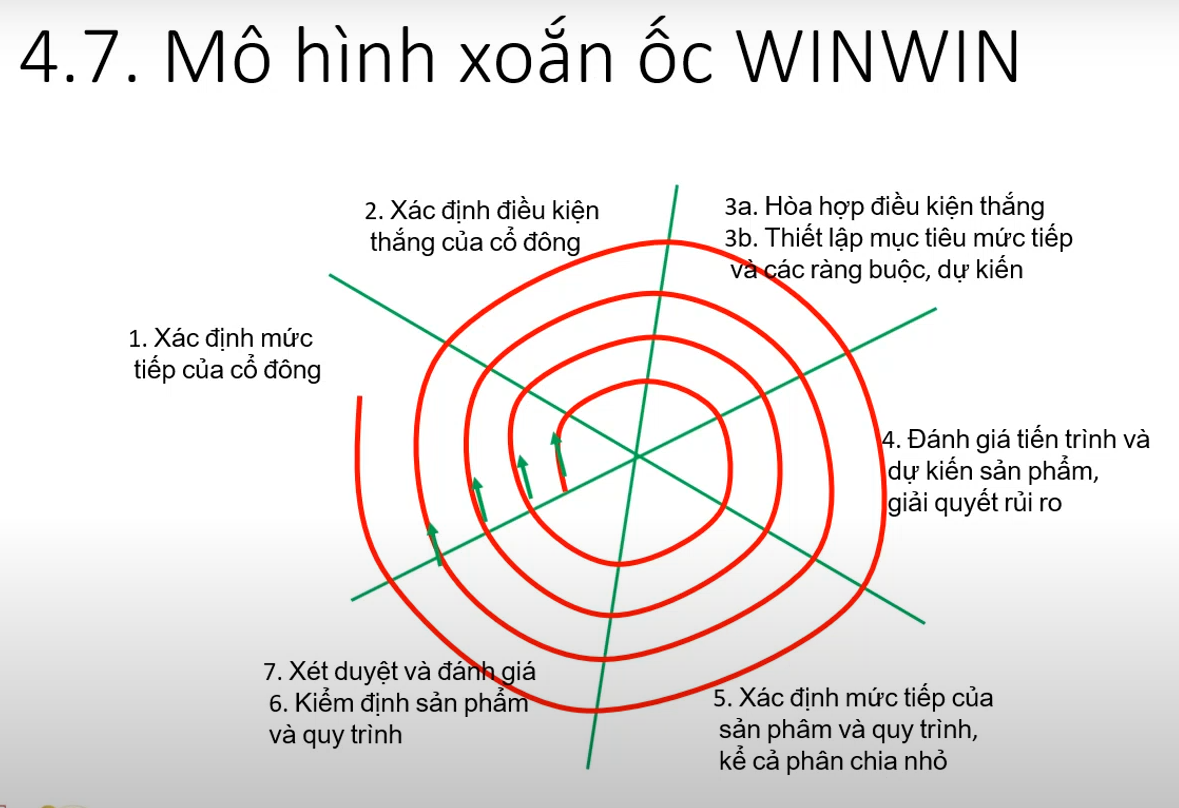 4.7. Mô hình xoắn ốc WINWIN
2. Xác định điều kiện
thắng của cổ đông
3a. Hòa hợp điều kiện thắng
3b. Thiết lập mục tiêu mức tiếp
và các ràng buộc, dự kiến
1. Xác định mức
tiếp của cổ đông
4. Đánh giá tiến trình và
dự kiến sản phẩm,
giải quyết rủi ro
7. Xét duyệt và đánh giá
6. Kiểm định sản phẩm
và quy trình
5. Xác định mức tiếp của
sản phâm và quy trình,
kể cả phân chia nhỏ